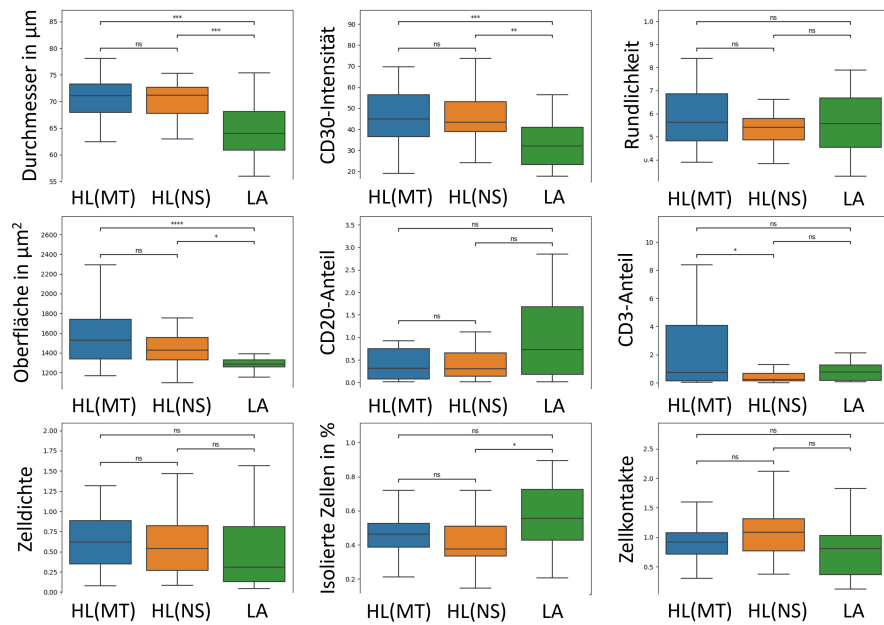 Durchmesser in µm
85
80
75
70
65
60
55
***
ns
***
HL(MT) HL(NS) LA
CD30-Intensität
90
80
70
60
50
40
30
20
***
ns
**
HL(MT) HL(NS) LA
Rundlichkeit
10
9
8
7
6
5
u.4
ns
ns
ns
HL(MT) HL(NS) LA
Oberfläche in µm²
2600
2400
2200
2000
1800
1600
1400
1200
****
ns
*
HL(MT) HL(NS) LA
CD20-Anteil
3.5
3.0
2.5
2.0
1.5
1.0
0.5
0.0
ns
ns
ns
HL(MT) HL(NS) LA
CD3-Anteil
10
8
6
4
2
0
ns
*
ns
HL(MT) HL(NS) LA
Zelldichte
2.00
1.75
1.50
1.25
1.00
0.75
0.50
0.25
0.00
ns
ns
ns
HL(MT) HL(NS) LA
Isolierte Zellen in %
1.0
0.8
0.6
0.4
0.2
ns
ns
*
HL(MT) HL(NS) LA
Zellkontakte
2.5
2.0
1.5
1.0
0.5
ns
ns
ns
HL(MT) HL(NS) LA